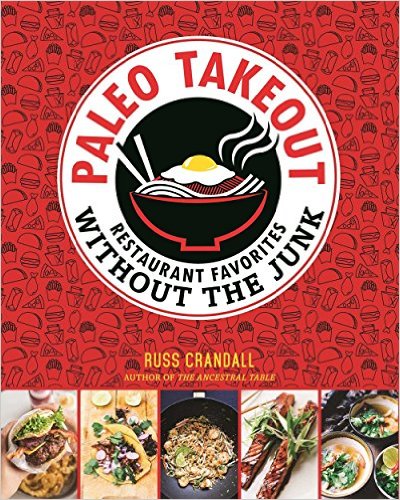 PALEO TAKEOUT
RESTAURANT FAVORITES
WITHOUT THE JUNK
RUSS CRANDALL
AUTHOR OF THE ANCESTRAL TABLE